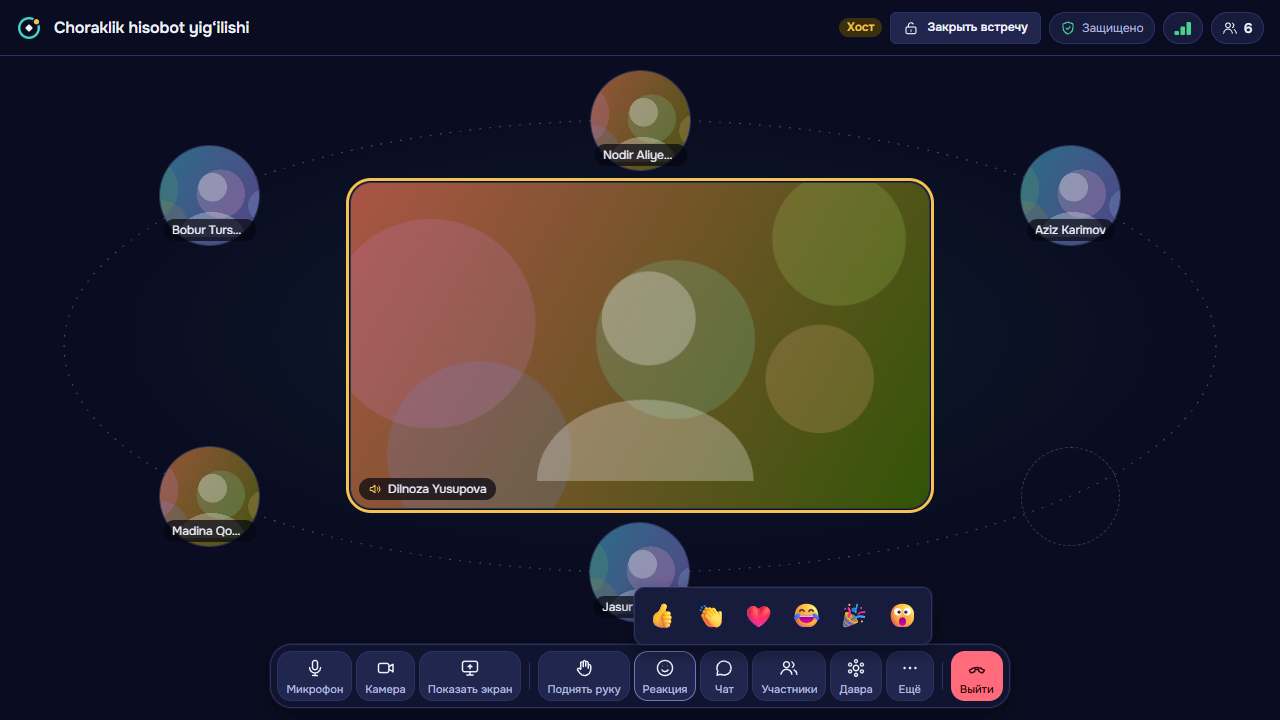 Choraklik hisobot yig‘ilishi
Хост
Закрыть встречу
Защищено
6
Nodir Aliye...
Bobur Turs...
Aziz Karimov
Dilnoza Yusupova
Madina Qo...
Jasur
Микрофон
Камера
Показать экран
Поднять руку
Реакция
Чат
Участники
Давра
Ещё
Выйти